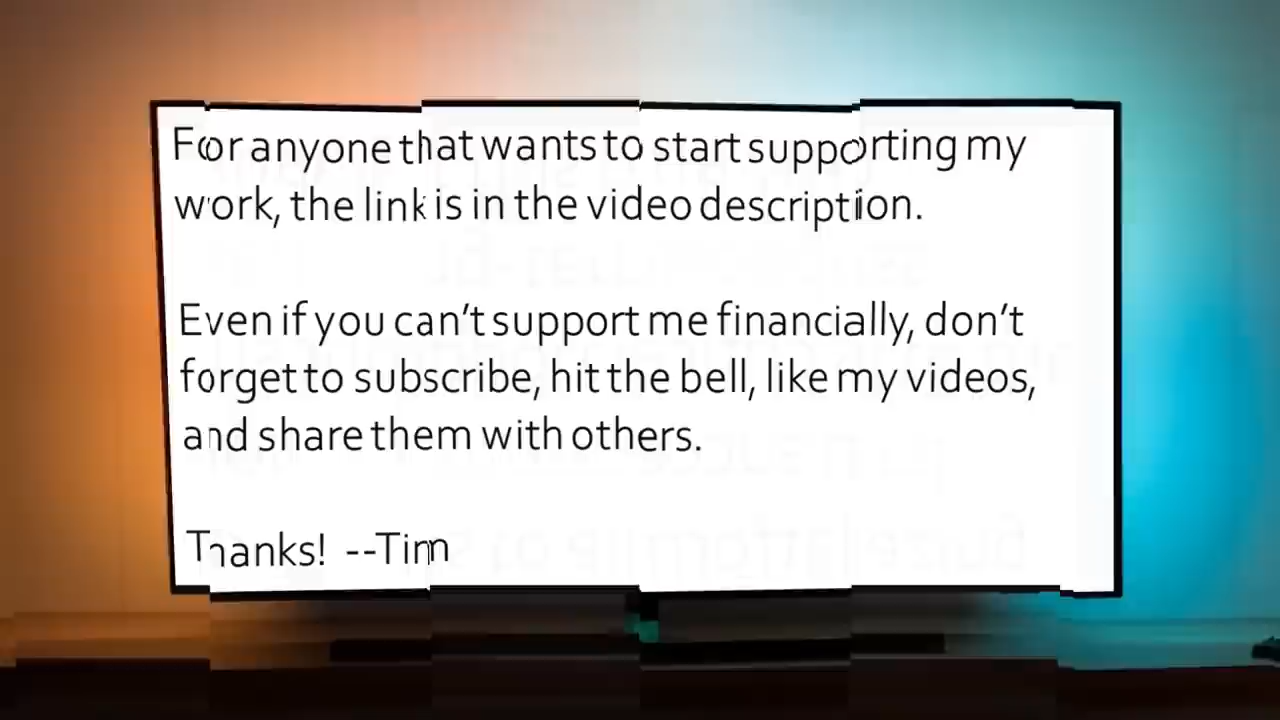 For anyone that wants to start supporting my
work, the link is in the video description.
Even if you can't support me financially, don't
forget to subscribe, hit the bell, like my videos,
and share them with others.
Thanks! --Tim